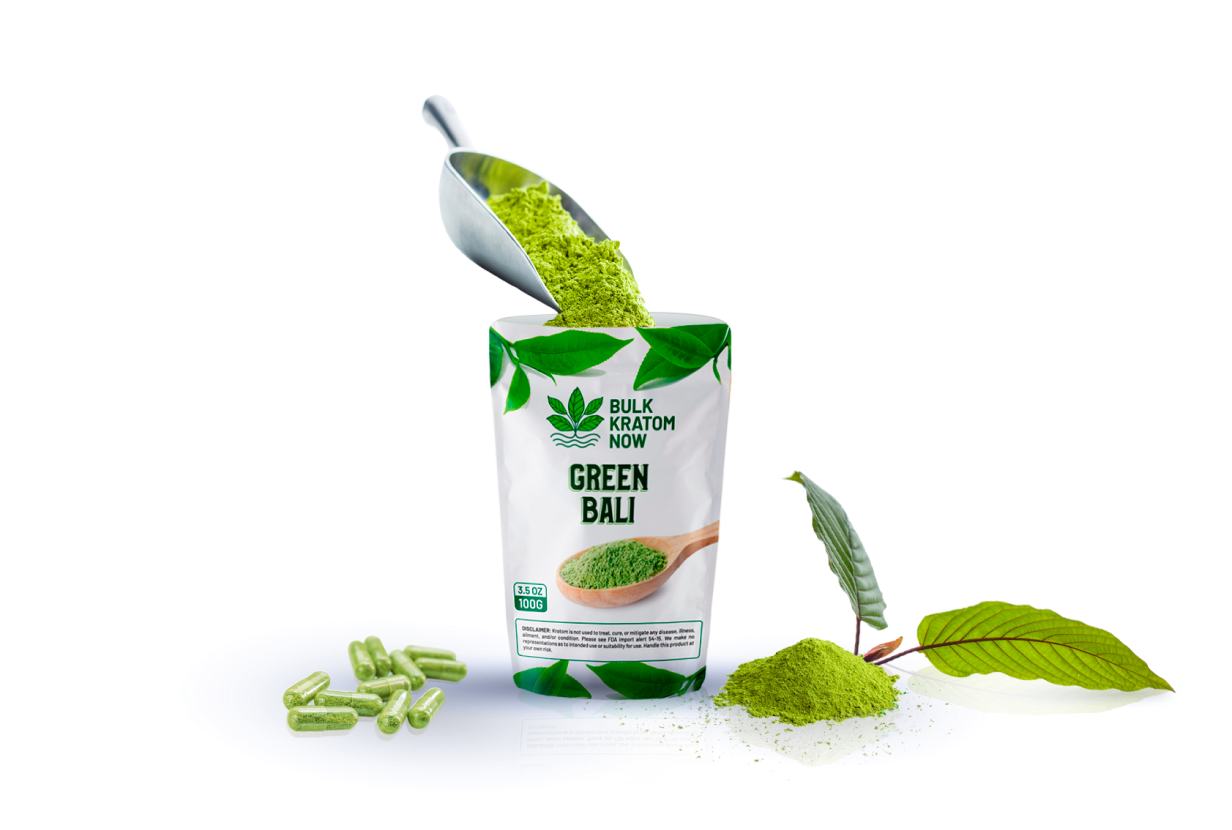 BULK
KRATOM
NOW
GREEN
BALI
3.5 OZ
100G
DISCLAIMER: Kratom is not used to treat, cure, or mitigate any disease, illness,
ailment, and/or condition. Please see FDA import alert 54-15. We make no
representations as to intended use or suitability for use. Handle this product at
your own risk.